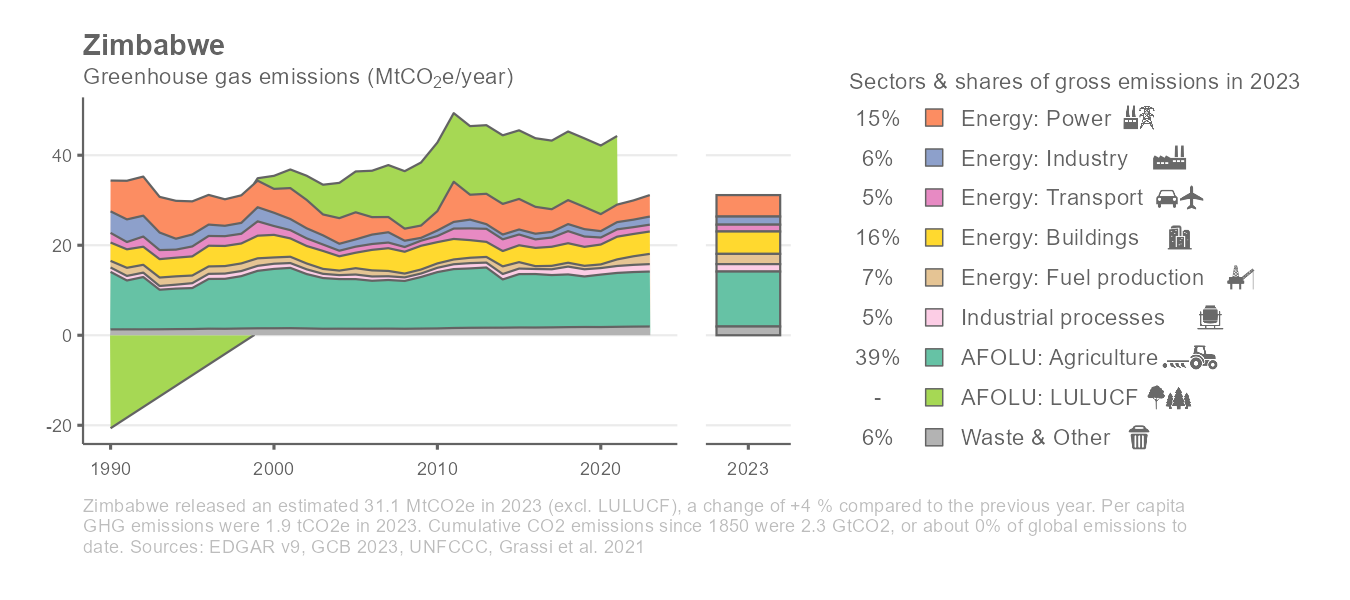 Zimbabwe
Greenhouse gas emissions (MtCO₂e/year)
40
20
0
-20
1990
2000
2010
2020
2023
Sectors & shares of gross emissions in 2023
15% Energy: Power
6% Energy: Industry
5% Energy: Transport
16% Energy: Buildings
7% Energy: Fuel production
5% Industrial processes
39% AFOLU: Agriculture
- AFOLU: LULUCF
6% Waste & Other
Zimbabwe released an estimated 31.1 MtCO2e in 2023 (excl. LULUCF), a change of +4 % compared to the previous year. Per capita
GHG emissions were 1.9 tCO2e in 2023. Cumulative CO2 emissions since 1850 were 2.3 GtCO2, or about 0% of global emissions to
date. Sources: EDGAR v9, GCB 2023, UNFCCC, Grassi et al. 2021